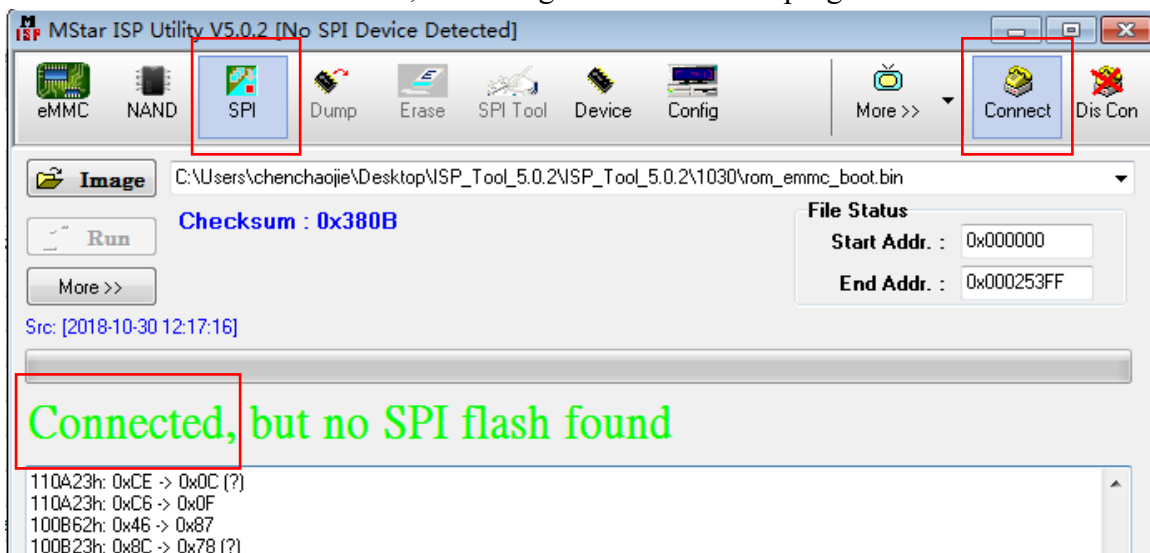 MStar ISP Utility V5.0.2 [No SPI Device Detected]
eMMC NAND SPI Dump Erase SPI Tool Device Config More >> Connect Dis Con
Image C:\Users\chenchaojie\Desktop\ISP_Tool_5.0.2\ISP_Tool_5.0.2\1030\rom_emmc_boot.bin
Checksum : 0x380B
File Status
Run
Start Addr. : 0x000000
More >>
End Addr. : 0x000253FF
Src: [2018-10-30 12:17:16]
Connected, but no SPI flash found
110A23h: 0xCE -> 0x0C (?)
110A23h: 0xC6 -> 0x0F
100B62h: 0x46 -> 0x87
100B23h: 0x8C -> 0x78 (?)